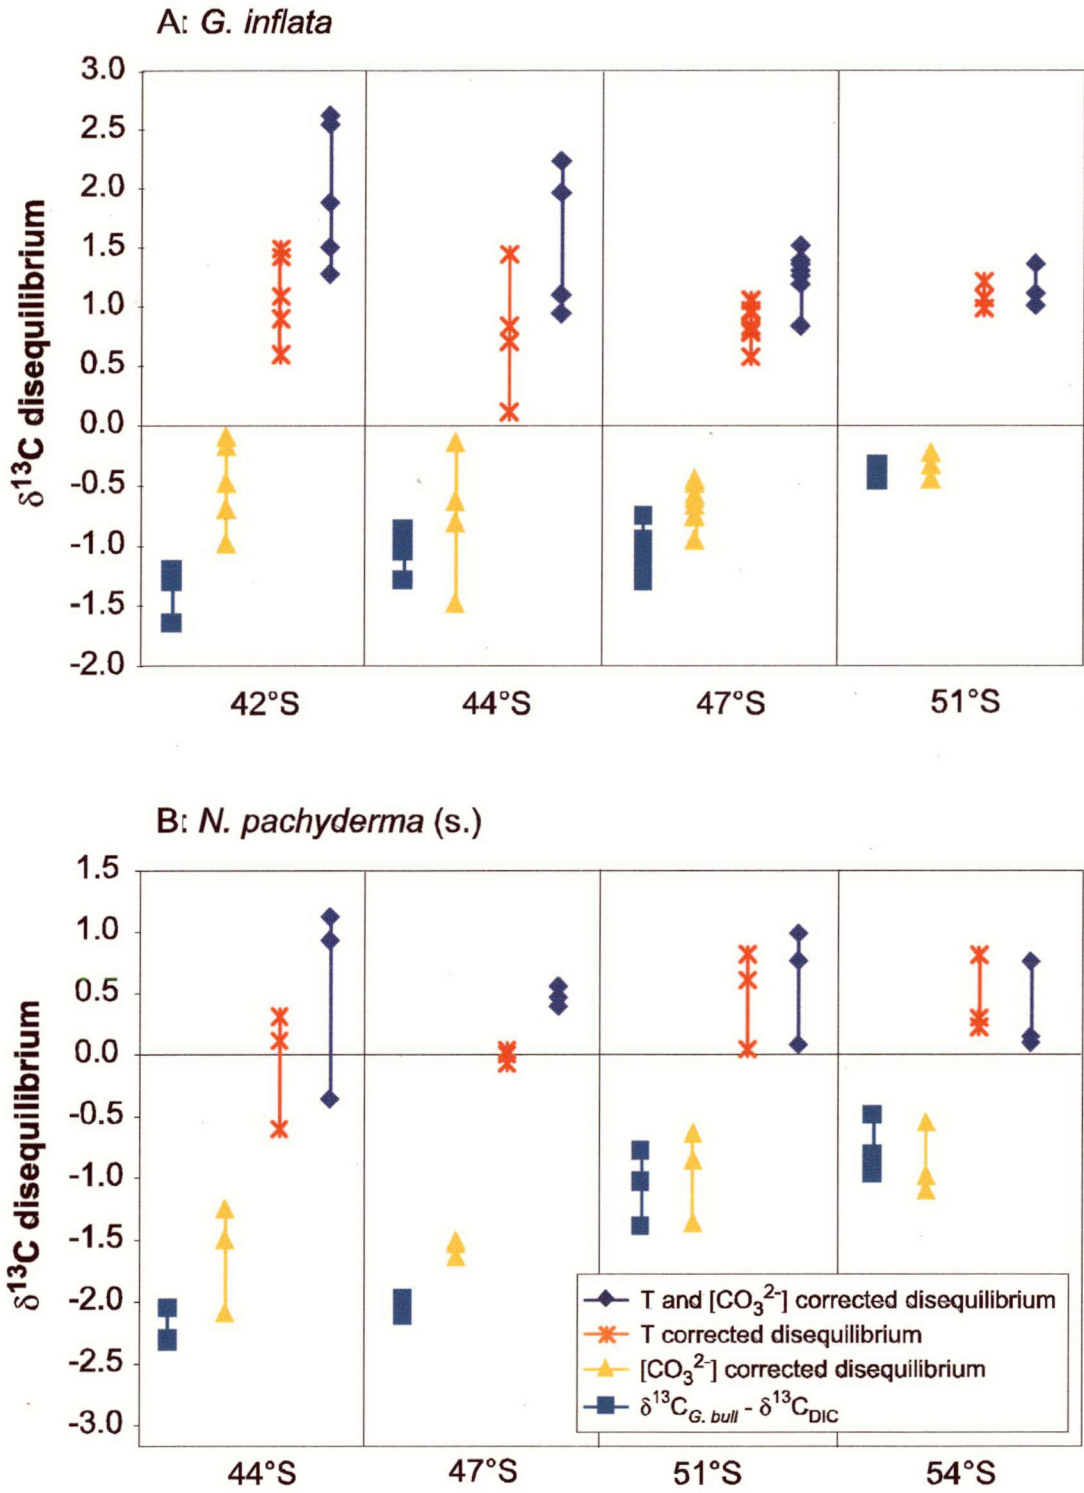 A: G. inflata
3.0
2.5
2.0
1.5
1.0
0.5
0.0
-0.5
-1.0
-1.5
-2.0
δ¹³C disequilibrium
42°S 44°S 47°S 51°S
B: N. pachyderma (s.)
1.5
1.0
0.5
0.0
-0.5
-1.0
-1.5
-2.0
-2.5
-3.0
δ¹³C disequilibrium
T and [CO₃²⁻] corrected disequilibrium
T corrected disequilibrium
[CO₃²⁻] corrected disequilibrium
δ¹³C_G. bull - δ¹³C_DIC
44°S 47°S 51°S 54°S